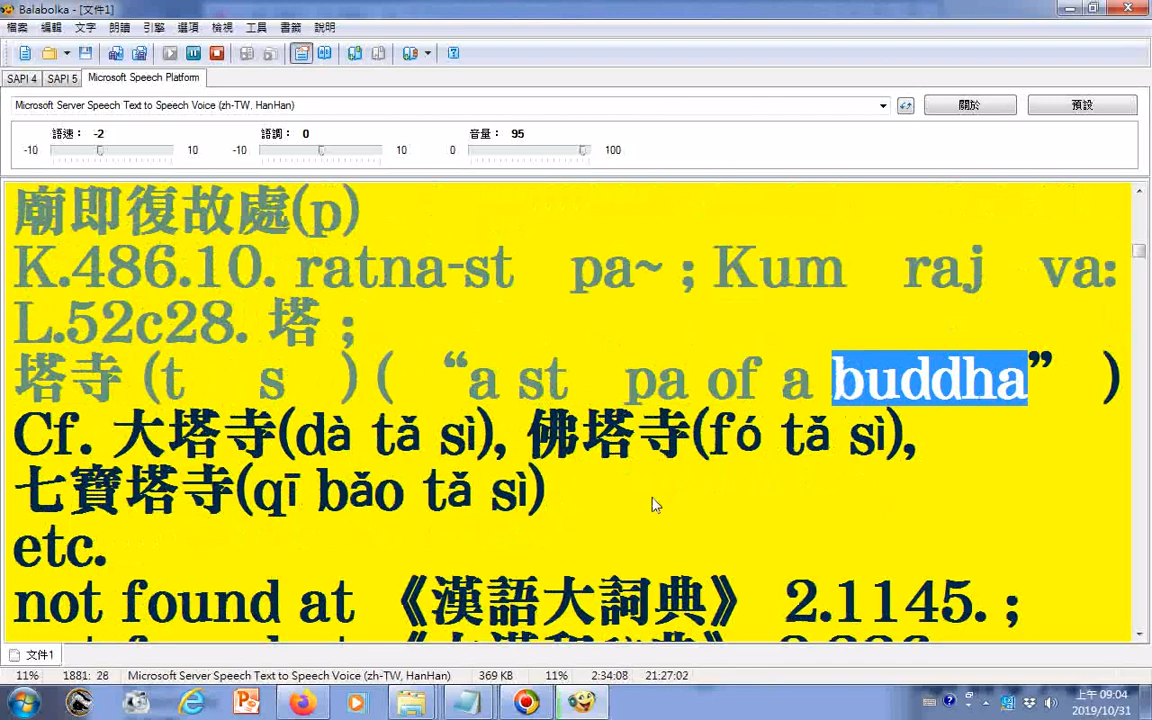 Balabolka - [文件1]
檔案 編輯 文字 朗讀 引擎 選項 檢視 工具 書籤 說明
SAPI 4 SAPI 5 Microsoft Speech Platform
Microsoft Server Speech Text to Speech Voice (zh-TW, HanHan) 關於 預設
語速： -2 語調： 0 音量： 95
-10 10 -10 10 0 100
廟即復故處(p)
K.486.10. ratna-st pa~ ; Kum raj va:
L.52c28. 塔 ;
塔寺 (t s ) ( “a st pa of a buddha” )
Cf. 大塔寺(dà tǎ sì), 佛塔寺(fó tǎ sì),
七寶塔寺(qī bǎo tǎ sì)
etc.
not found at 《漢語大詞典》 2.1145. ;
文件1
11% 1881: 28 Microsoft Server Speech Text to Speech Voice (zh-TW, HanHan) 369 KB 11% 2:34:08 21:27:02
上午 09:04
2019/10/31